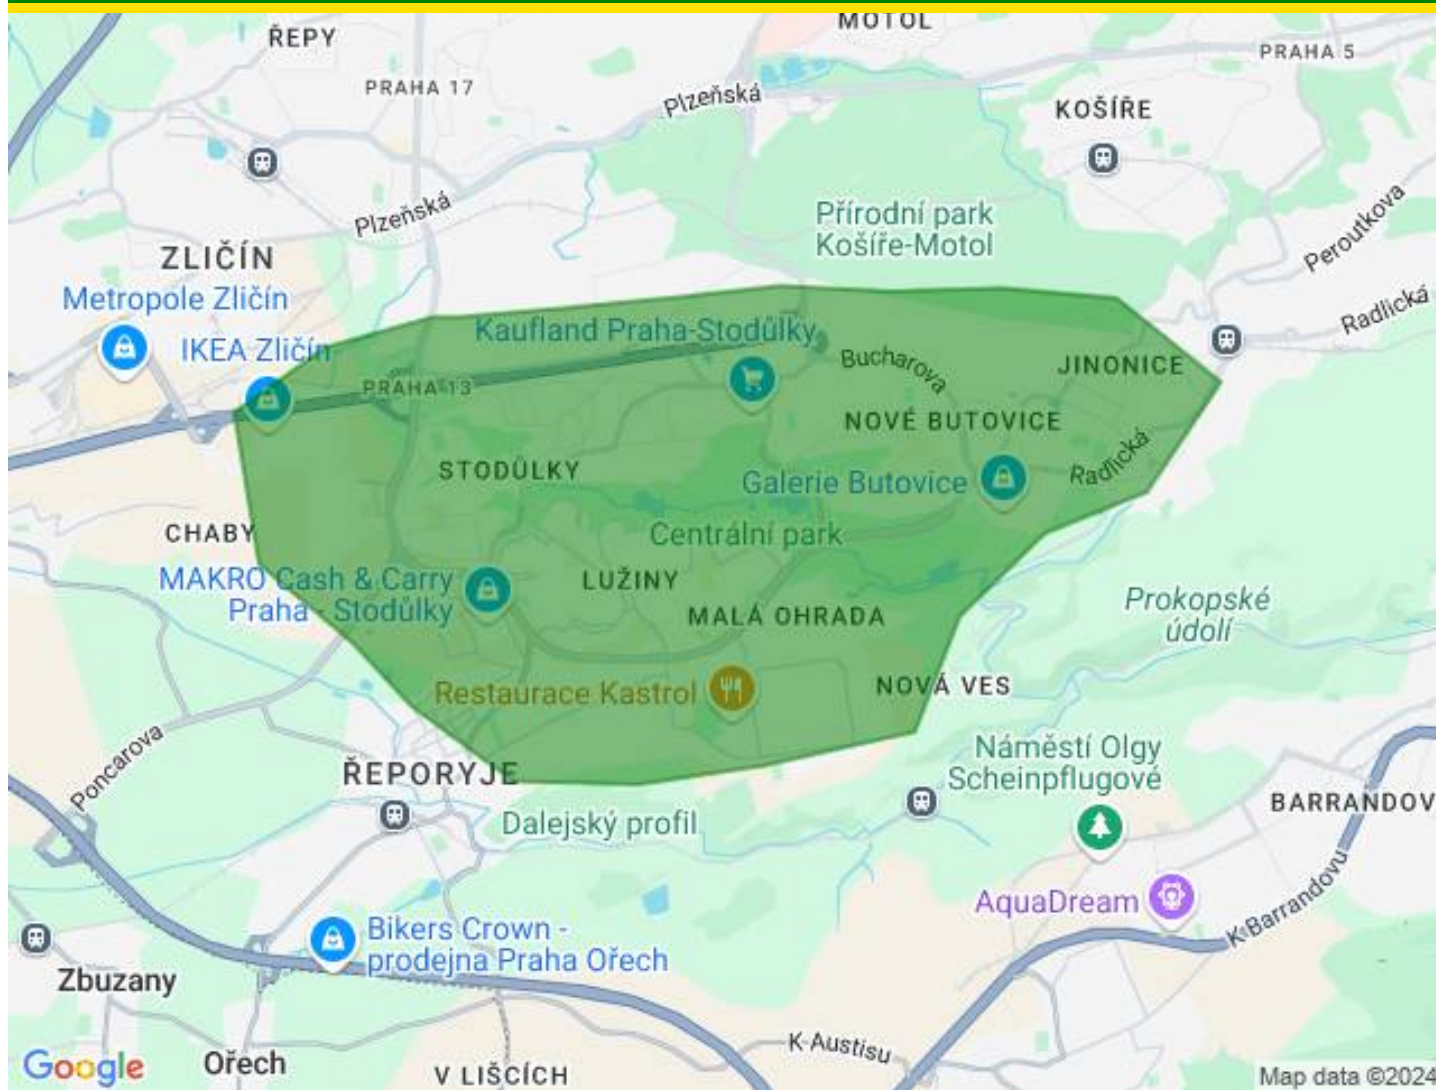 MOTOL
ŘEPY
PRAHA 5
PRAHA 17
Plzeňská
KOŠÍŘE
Plzeňská
Přírodní park
Košíře-Motol
Peroutkova
ZLIČÍN
Metropole Zličín
Radlická
Kaufland Praha-Stodůlky
IKEA Zličín
Bucharova
JINONICE
PRAHA 13
NOVÉ BUTOVICE
Radlická
STODŮLKY
Galerie Butovice
CHABY
Centrální park
MAKRO Cash & Carry
Praha - Stodůlky
LUŽINY
Prokopské
údolí
MALÁ OHRADA
Restaurace Kastrol
NOVÁ VES
Poncarova
Náměstí Olgy
Scheinpflugové
ŘEPORYJE
BARRANDOV
Dalejský profil
AquaDream
K Barrandovu
Bikers Crown -
prodejna Praha Ořech
Zbuzany
K Austisu
Google
Ořech
V LIŠCÍCH
Map data ©2024